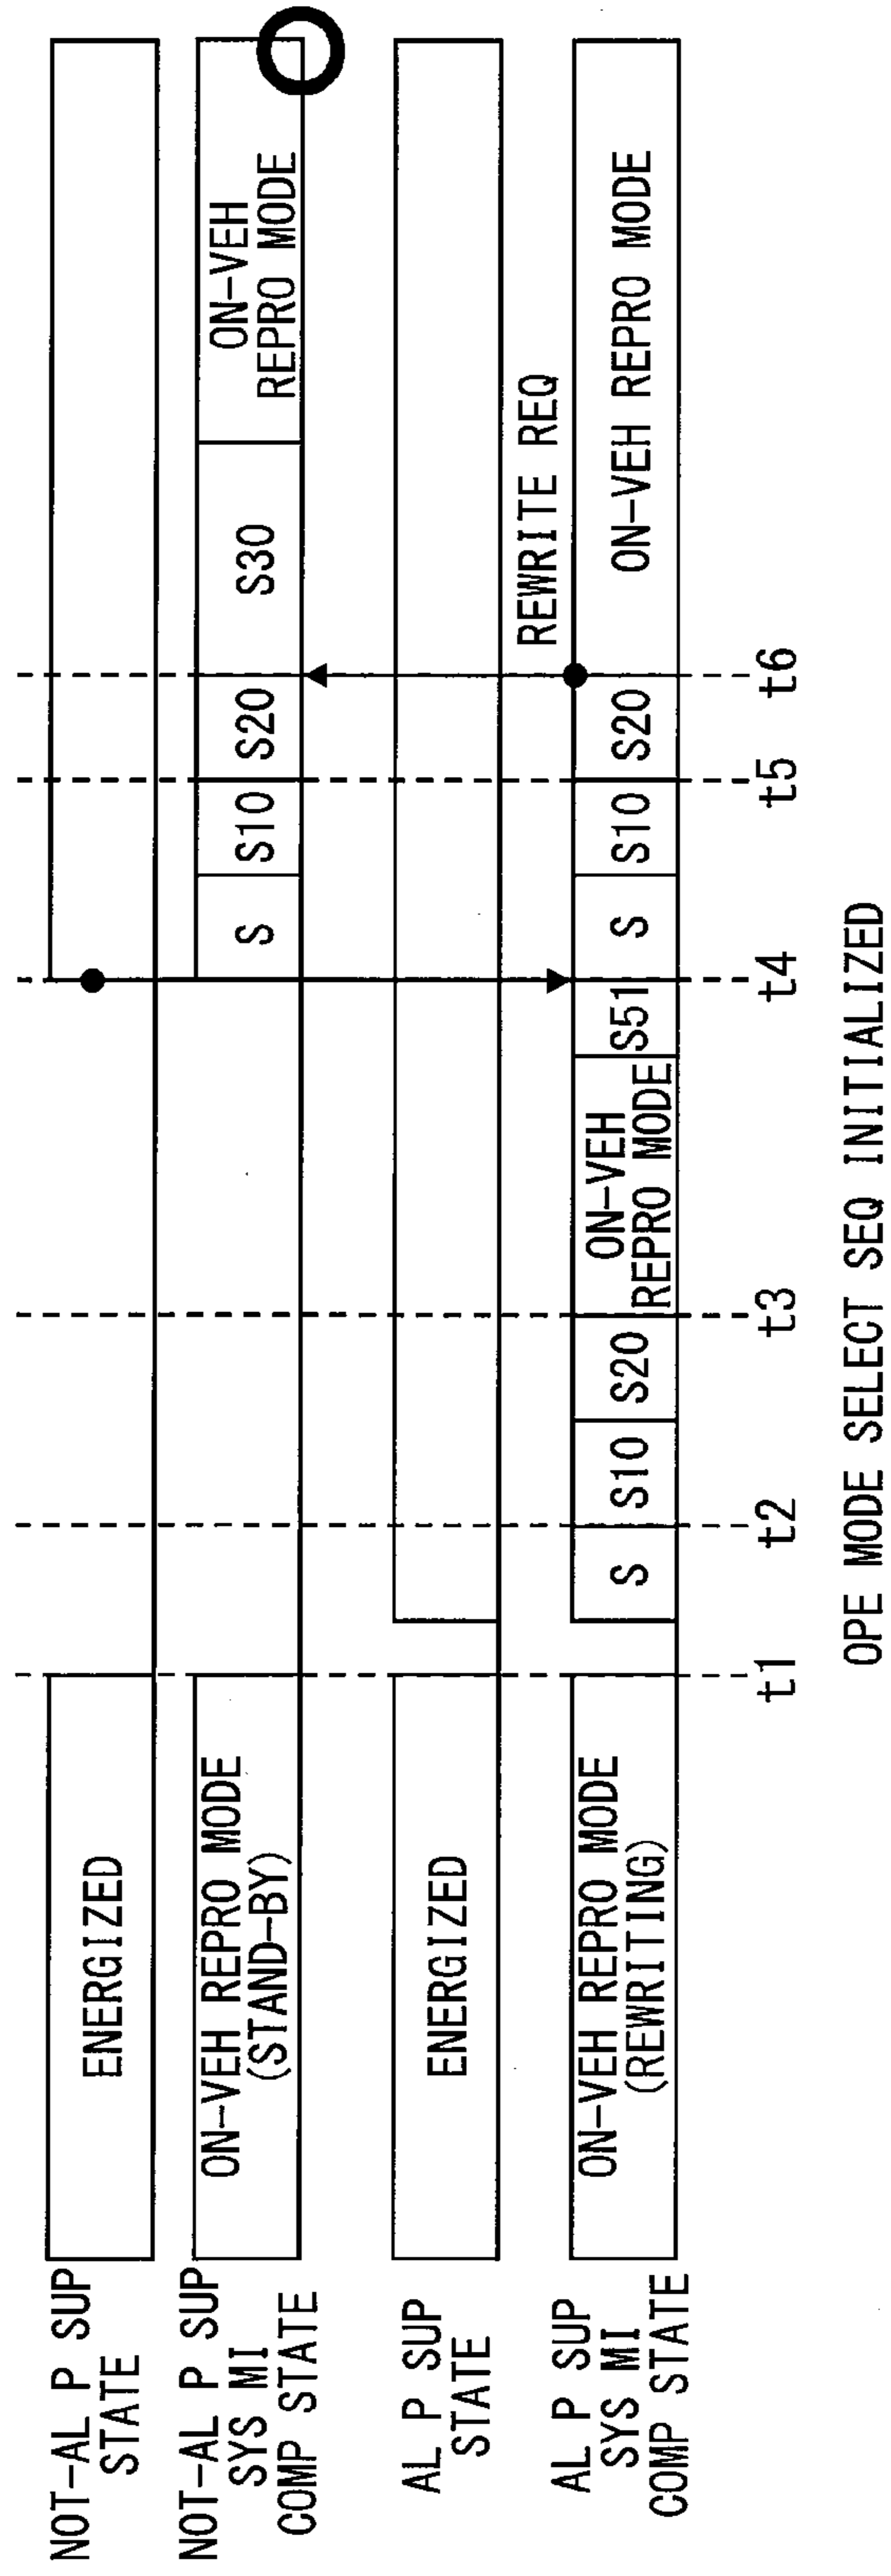 NOT-AL P SUP
STATE
ENERGIZED
NOT-AL P SUP
SYS MI
COMP STATE
ON-VEH REPRO MODE
(STAND-BY)
S
S10
S20
S30
ON-VEH
REPRO MODE
AL P SUP
STATE
ENERGIZED
REWRITE REQ
AL P SUP
SYS MI
COMP STATE
ON-VEH REPRO MODE
(REWRITING)
S
S10
S20
ON-VEH
REPRO MODE
S51
S
S10
S20
ON-VEH REPRO MODE
t1
t2
t3
t4
t5
t6
OPE MODE SELECT SEQ INITIALIZED